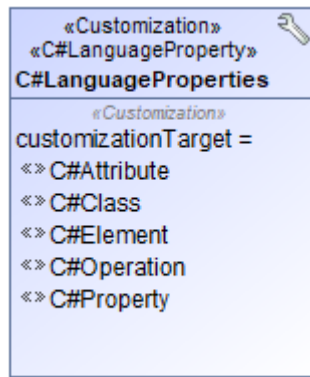 «Customization»
«C#LanguageProperty»
C#LanguageProperties
«Customization»
customizationTarget =
«» C#Attribute
«» C#Class
«» C#Element
«» C#Operation
«» C#Property